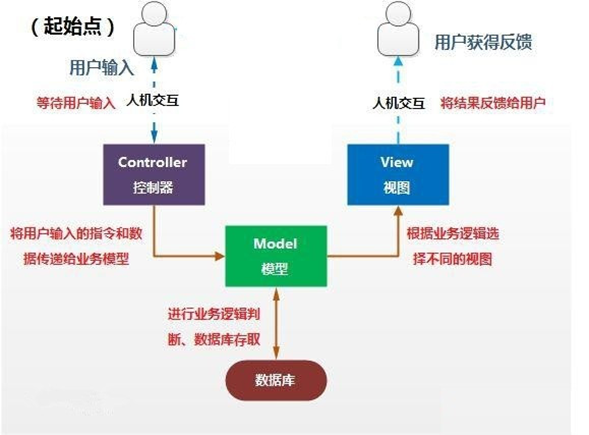 （起始点）
用户输入
用户获得反馈
等待用户输入
人机交互
人机交互
将结果反馈给用户
Controller
控制器
View
视图
将用户输入的指令和数
据传递给业务模型
Model
模型
根据业务逻辑选
择不同的视图
进行业务逻辑判
断、数据库存取
数据库